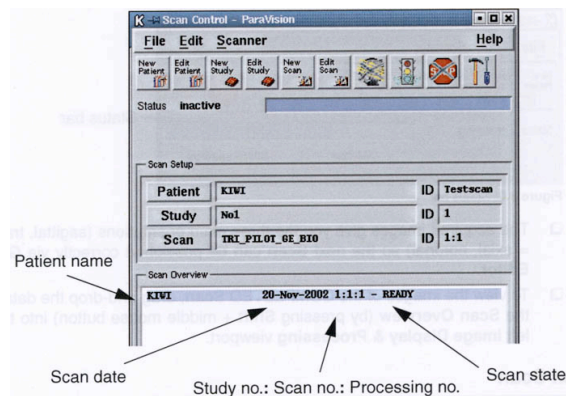 Scan Control - ParaVision
File Edit Scanner Help
New Patient Edit Patient New Study Edit Study New Scan Edit Scan STOP
Status inactive
Scan Setup
Patient KIWI ID Testscan
Study No1 ID 1
Scan TRI_PILOT_GE_BIO ID 1:1
Patient name
Scan Overview
KIWI 20-Nov-2002 1:1:1 - READY
Scan date
Scan state
Study no.: Scan no.: Processing no.